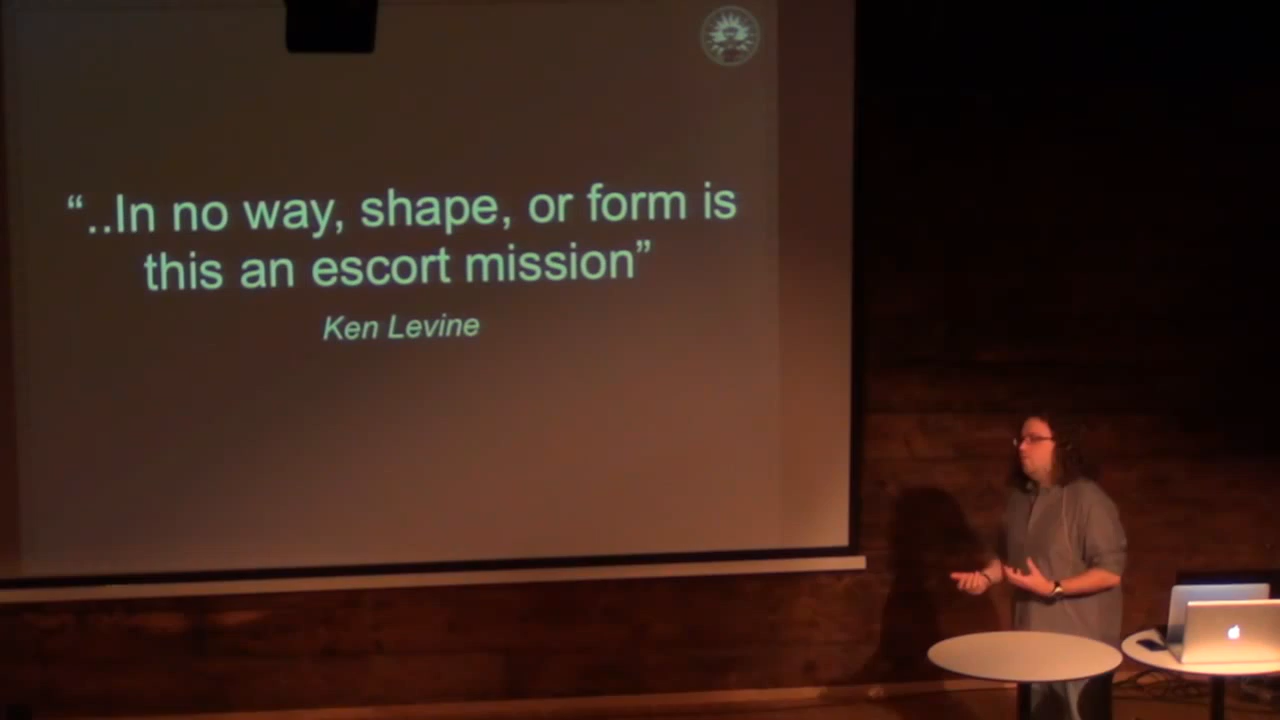 “..In no way, shape, or form is
this an escort mission”
Ken Levine